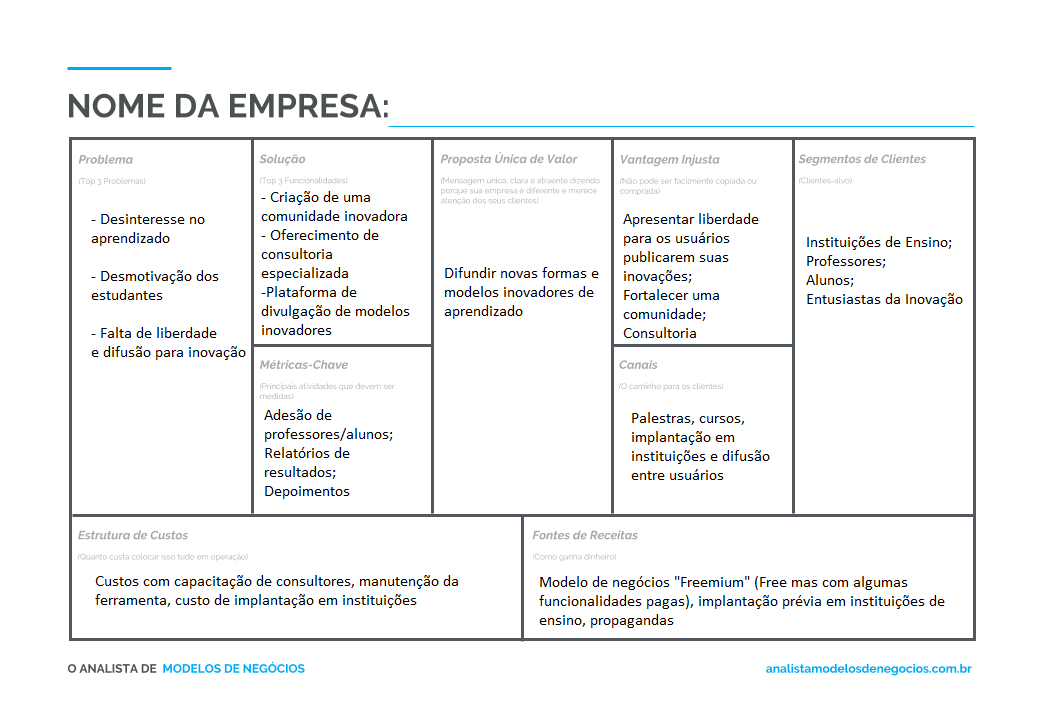 NOME DA EMPRESA:
Problema
(Top 3 Problemas)
- Desinteresse no
aprendizado
- Desmotivação dos
estudantes
- Falta de liberdade
e difusão para inovação
Solução
(Top 3 Funcionalidades)
- Criação de uma
comunidade inovadora
- Oferecimento de
consultoria
especializada
-Plataforma de
divulgação de modelos
inovadores
Métricas-Chave
(Principais atividades que devem ser
medidas)
Adesão de
professores/alunos;
Relatórios de
resultados;
Depoimentos
Proposta Única de Valor
(Mensagem única, clara e atraente dizendo
porque sua empresa é diferente e merece
atenção dos seus clientes)
Difundir novas formas e
modelos inovadores de
aprendizado
Vantagem Injusta
(Não pode ser facilmente copiada ou
comprada)
Apresentar liberdade
para os usuários
publicarem suas
inovações;
Fortalecer uma
comunidade;
Consultoria
Canais
(O caminho para os clientes)
Palestras, cursos,
implantação em
instituições e difusão
entre usuários
Segmentos de Clientes
(Clientes-alvo)
Instituições de Ensino;
Professores;
Alunos;
Entusiastas da Inovação
Estrutura de Custos
(Quanto custa colocar isso tudo em operação)
Custos com capacitação de consultores, manutenção da
ferramenta, custo de implantação em instituições
Fontes de Receitas
(Como ganha dinheiro)
Modelo de negócios "Freemium" (Free mas com algumas
funcionalidades pagas), implantação prévia em instituições de
ensino, propagandas
O ANALISTA DE MODELOS DE NEGÓCIOS
analistamodelosdenegocios.com.br